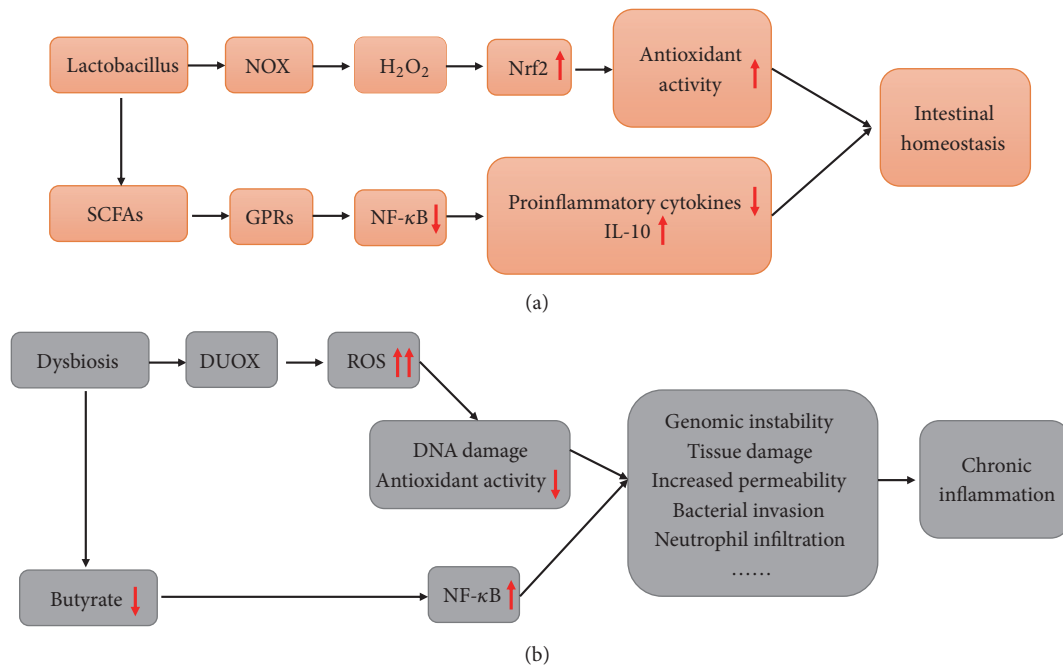 Lactobacillus
NOX
H₂O₂
Nrf2
Antioxidant
activity
Intestinal
homeostasis
SCFAs
GPRs
NF-κB
Proinflammatory cytokines
IL-10
(a)
Dysbiosis
DUOX
ROS
DNA damage
Antioxidant activity
Genomic instability
Tissue damage
Increased permeability
Bacterial invasion
Neutrophil infiltration
……
Chronic
inflammation
Butyrate
NF-κB
(b)